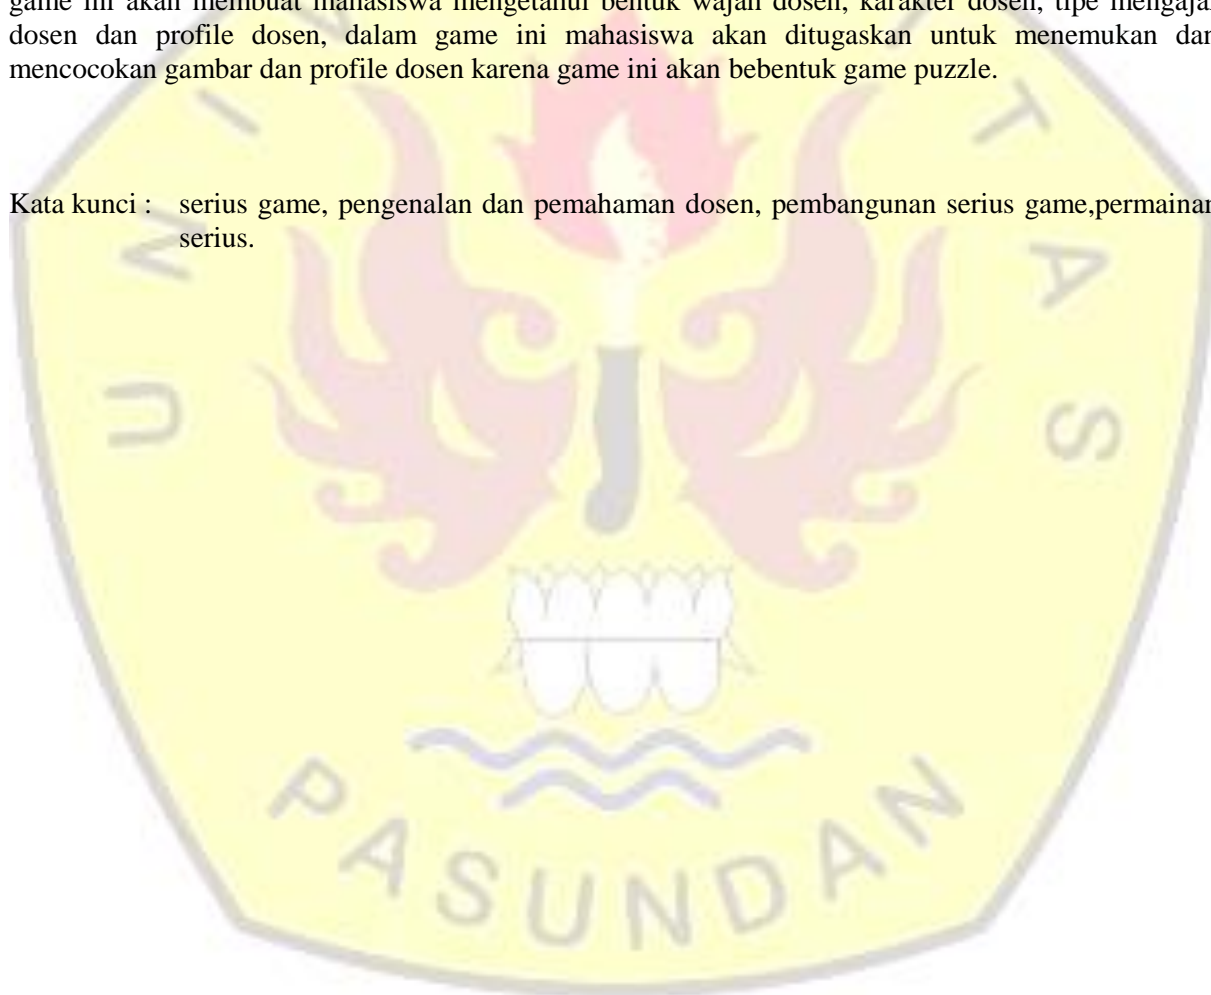 game ini akan membuat mahasiswa mengetahui bentuk wajah dosen, karakter dosen, tipe mengajar
dosen dan profile dosen, dalam game ini mahasiswa akan ditugaskan untuk menemukan dan
mencocokan gambar dan profile dosen karena game ini akan bebentuk game puzzle.
Kata kunci : serius game, pengenalan dan pemahaman dosen, pembangunan serius game,permainan
serius.
UNI
TAS
PASUNDAN